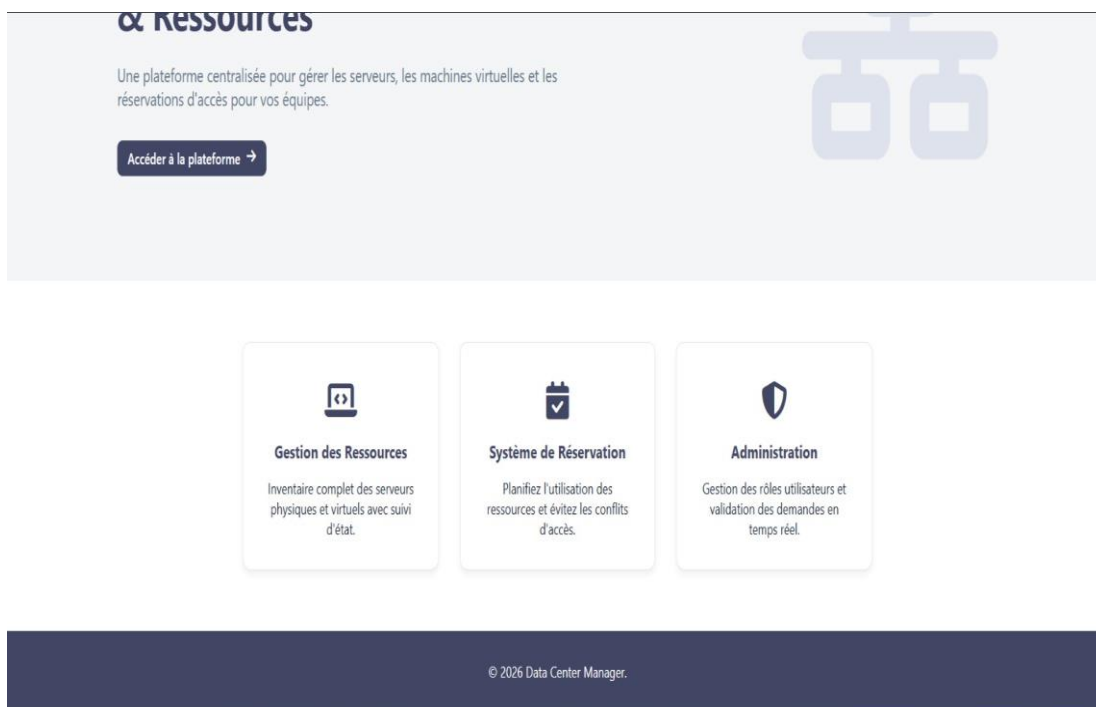 & Ressources
Une plateforme centralisée pour gérer les serveurs, les machines virtuelles et les
réservations d'accès pour vos équipes.
Accéder à la plateforme →
Gestion des Ressources
Inventaire complet des serveurs
physiques et virtuels avec suivi
d'état.
Système de Réservation
Planifiez l'utilisation des
ressources et évitez les conflits
d'accès.
Administration
Gestion des rôles utilisateurs et
validation des demandes en
temps réel.
© 2026 Data Center Manager.